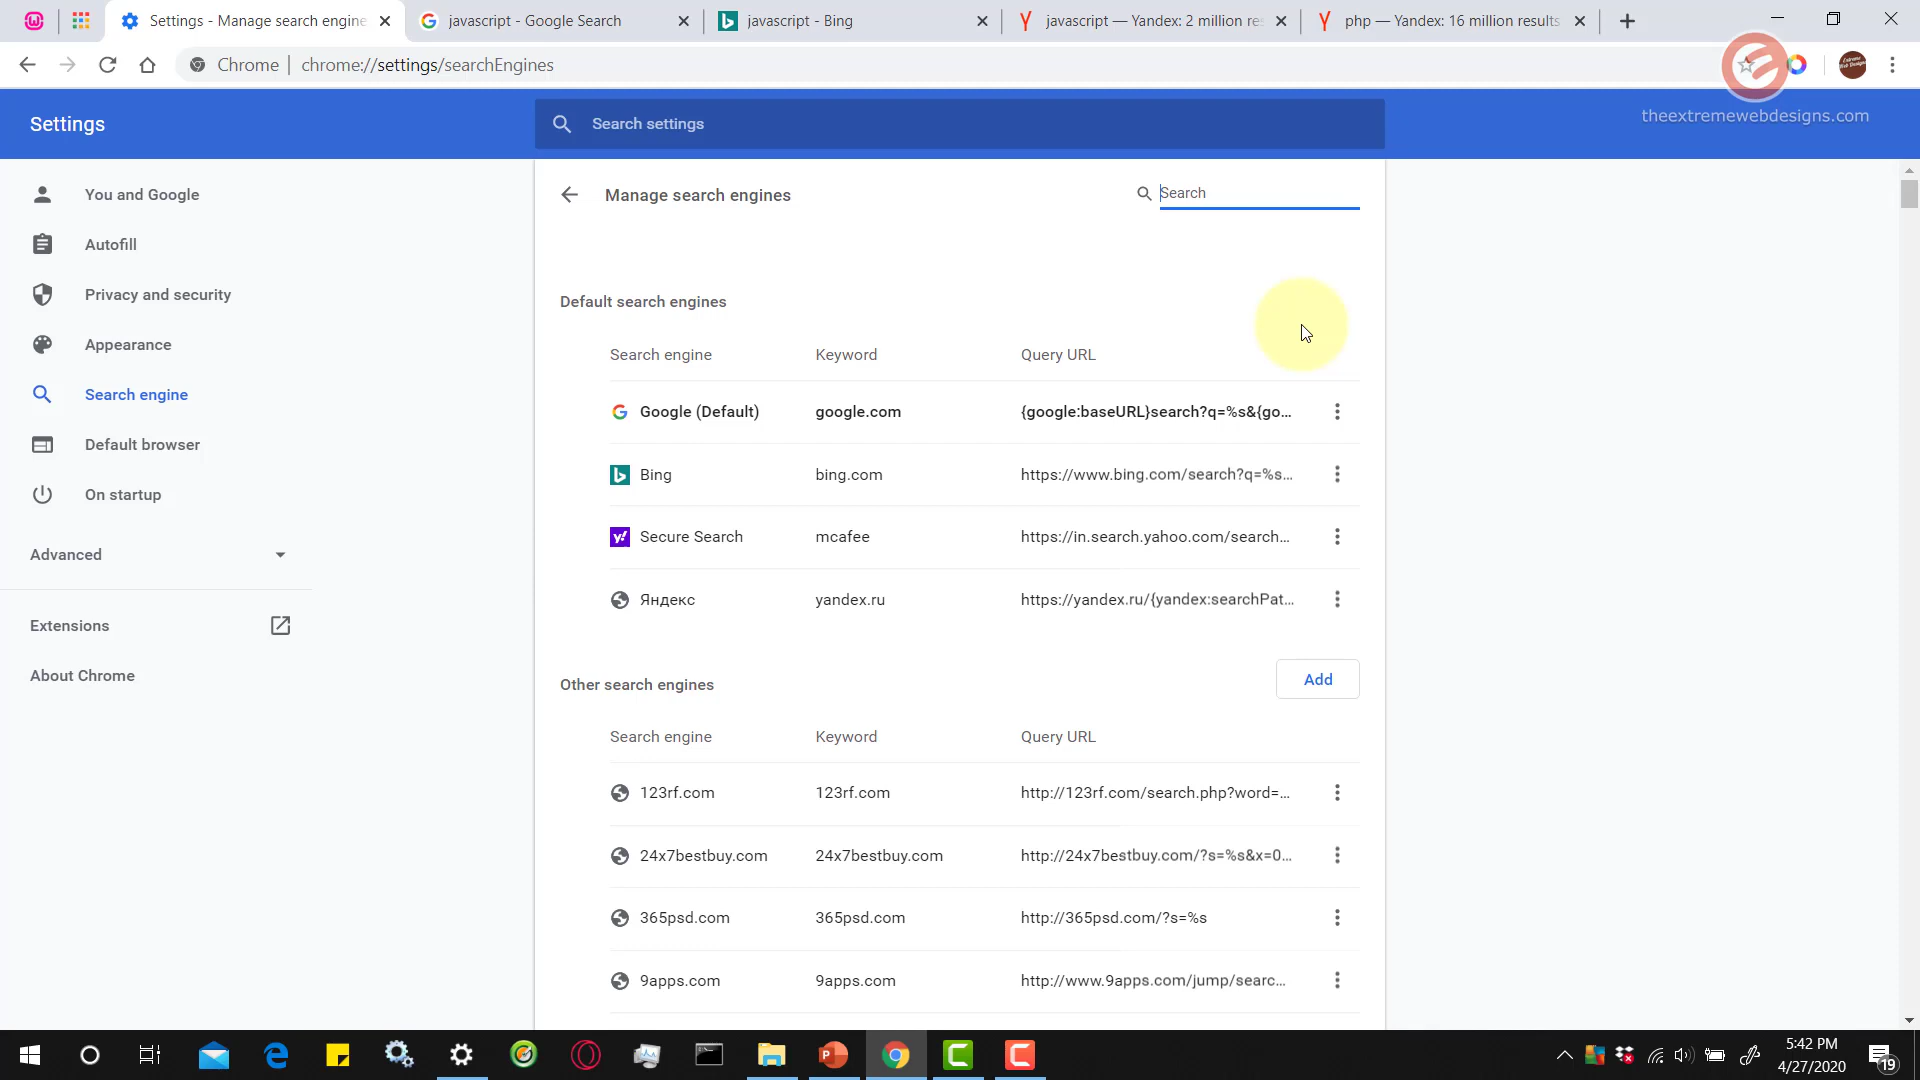 Settings - Manage search engine
javascript - Google Search
javascript - Bing
javascript — Yandex: 2 million res
php — Yandex: 16 million results
Chrome | chrome://settings/searchEngines
Settings
Search settings
theextremewebdesigns.com
You and Google
Autofill
Privacy and security
Appearance
Search engine
Default browser
On startup
Advanced
Extensions
About Chrome
Manage search engines
Search
Default search engines
Search engine Keyword Query URL
Google (Default) google.com {google:baseURL}search?q=%s&{go...
Bing bing.com https://www.bing.com/search?q=%s...
Secure Search mcafee https://in.search.yahoo.com/search...
Яндекс yandex.ru https://yandex.ru/{yandex:searchPat...
Other search engines
Add
Search engine Keyword Query URL
123rf.com 123rf.com http://123rf.com/search.php?word=...
24x7bestbuy.com 24x7bestbuy.com http://24x7bestbuy.com/?s=%s&x=0...
365psd.com 365psd.com http://365psd.com/?s=%s
9apps.com 9apps.com http://www.9apps.com/jump/searc...
5:42 PM
4/27/2020
19